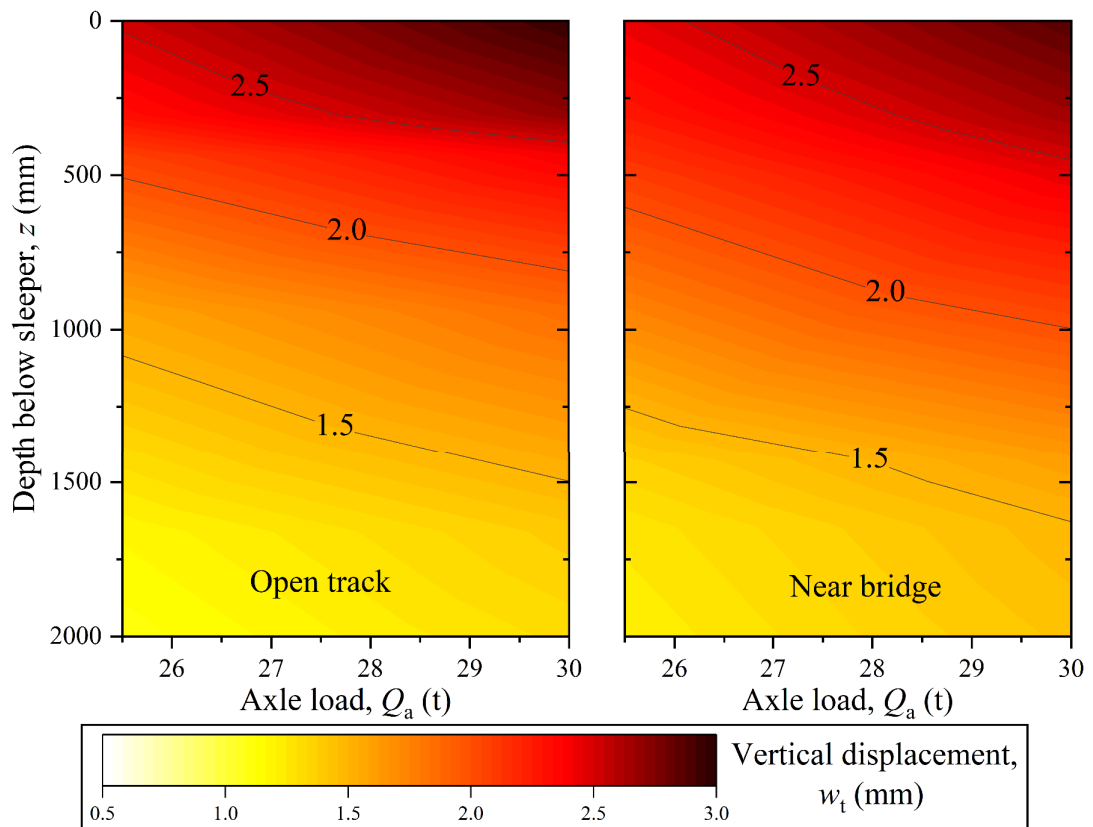 0
500
1000
1500
2000
Depth below sleeper, z (mm)
2.5
2.0
1.5
Open track
26 27 28 29 30
Axle load, Qa (t)
2.5
2.0
1.5
Near bridge
26 27 28 29 30
Axle load, Qa (t)
0.5 1.0 1.5 2.0 2.5 3.0
Vertical displacement,
wt (mm)